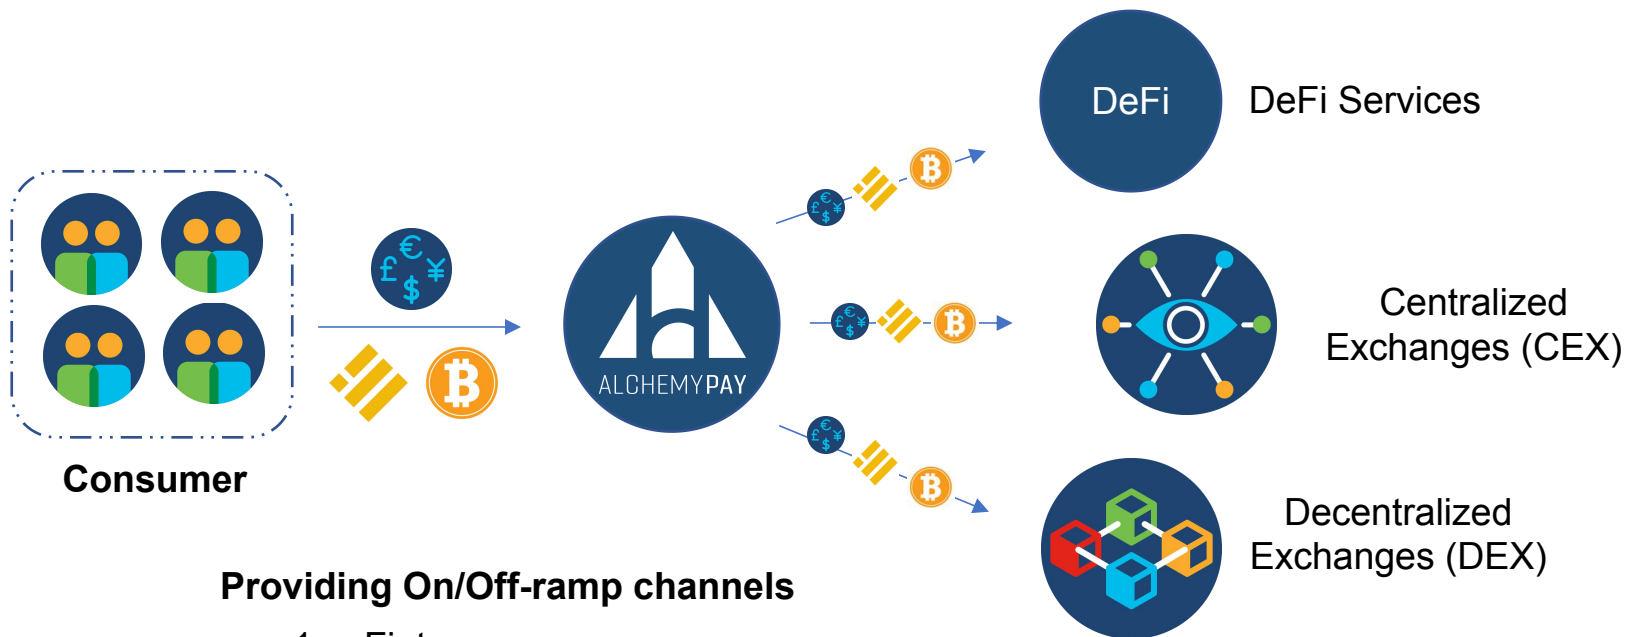 DeFi
DeFi Services
£ € ¥ $
ALCHEMYPAY
Centralized
Exchanges (CEX)
Consumer
Decentralized
Exchanges (DEX)
Providing On/Off-ramp channels